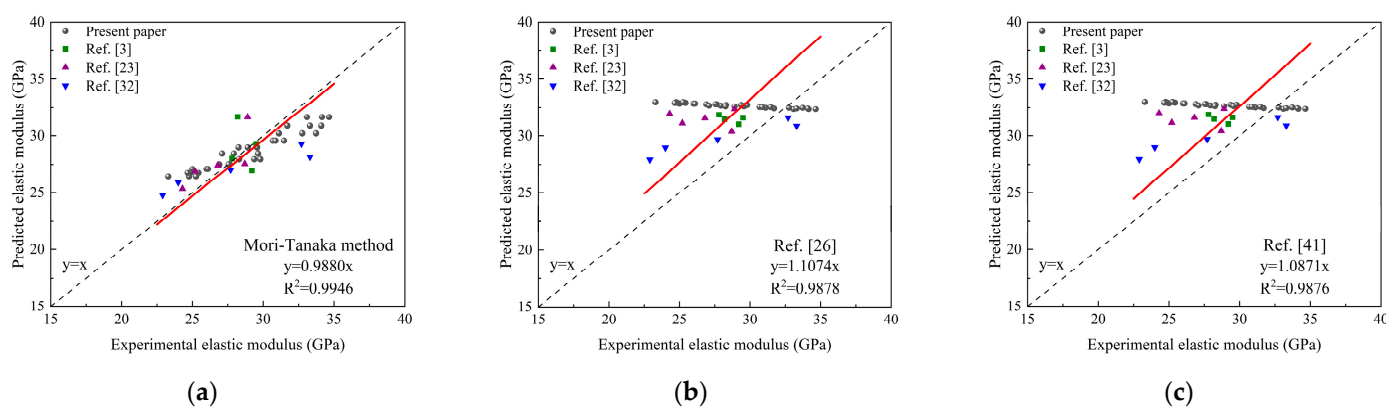 40
35
30
25
20
15
Predicted elastic modulus (GPa)
Present paper
Ref. [3]
Ref. [23]
Ref. [32]
y=x
Mori-Tanaka method
y=0.9880x
R²=0.9946
15 20 25 30 35 40
Experimental elastic modulus (GPa)
(a)
40
35
30
25
20
15
Predicted elastic modulus (GPa)
Present paper
Ref. [3]
Ref. [23]
Ref. [32]
y=x
Ref. [26]
y=1.1074x
R²=0.9878
15 20 25 30 35 40
Experimental elastic modulus (GPa)
(b)
40
35
30
25
20
15
Predicted elastic modulus (GPa)
Present paper
Ref. [3]
Ref. [23]
Ref. [32]
y=x
Ref. [41]
y=1.0871x
R²=0.9876
15 20 25 30 35 40
Experimental elastic modulus (GPa)
(c)